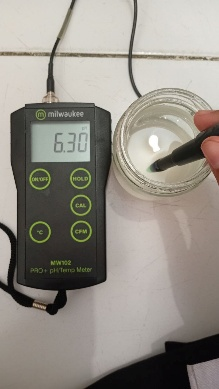 m milwaukee
6.30
ON/OFF HOLD
CAL
°C CFM
MW102
PRO+ pH/Temp Meter